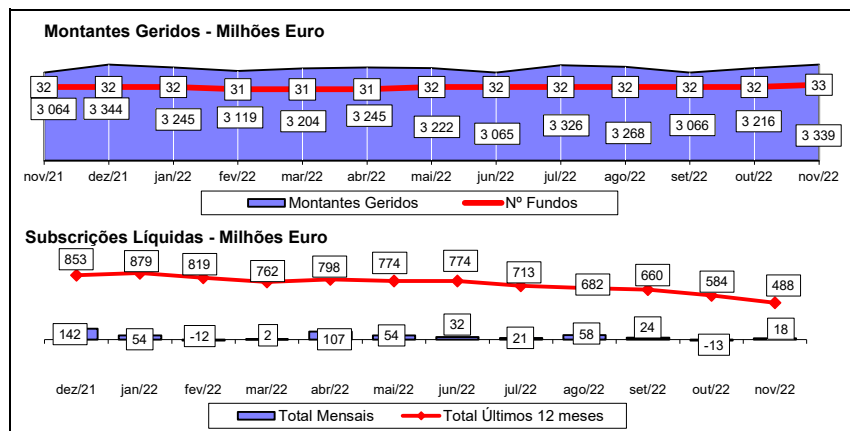 Montantes Geridos - Milhões Euro
32 32 32 31 31 31 32 32 32 32 32 32 33
3 064 3 344 3 245 3 119 3 204 3 245 3 222 3 065 3 326 3 268 3 066 3 216 3 339
nov/21 dez/21 jan/22 fev/22 mar/22 abr/22 mai/22 jun/22 jul/22 ago/22 set/22 out/22 nov/22
Montantes Geridos Nº Fundos
Subscrições Líquidas - Milhões Euro
853 879 819 762 798 774 774 713 682 660 584 488
142 54 -12 2 107 54 32 21 58 24 -13 18
dez/21 jan/22 fev/22 mar/22 abr/22 mai/22 jun/22 jul/22 ago/22 set/22 out/22 nov/22
Total Mensais Total Últimos 12 meses